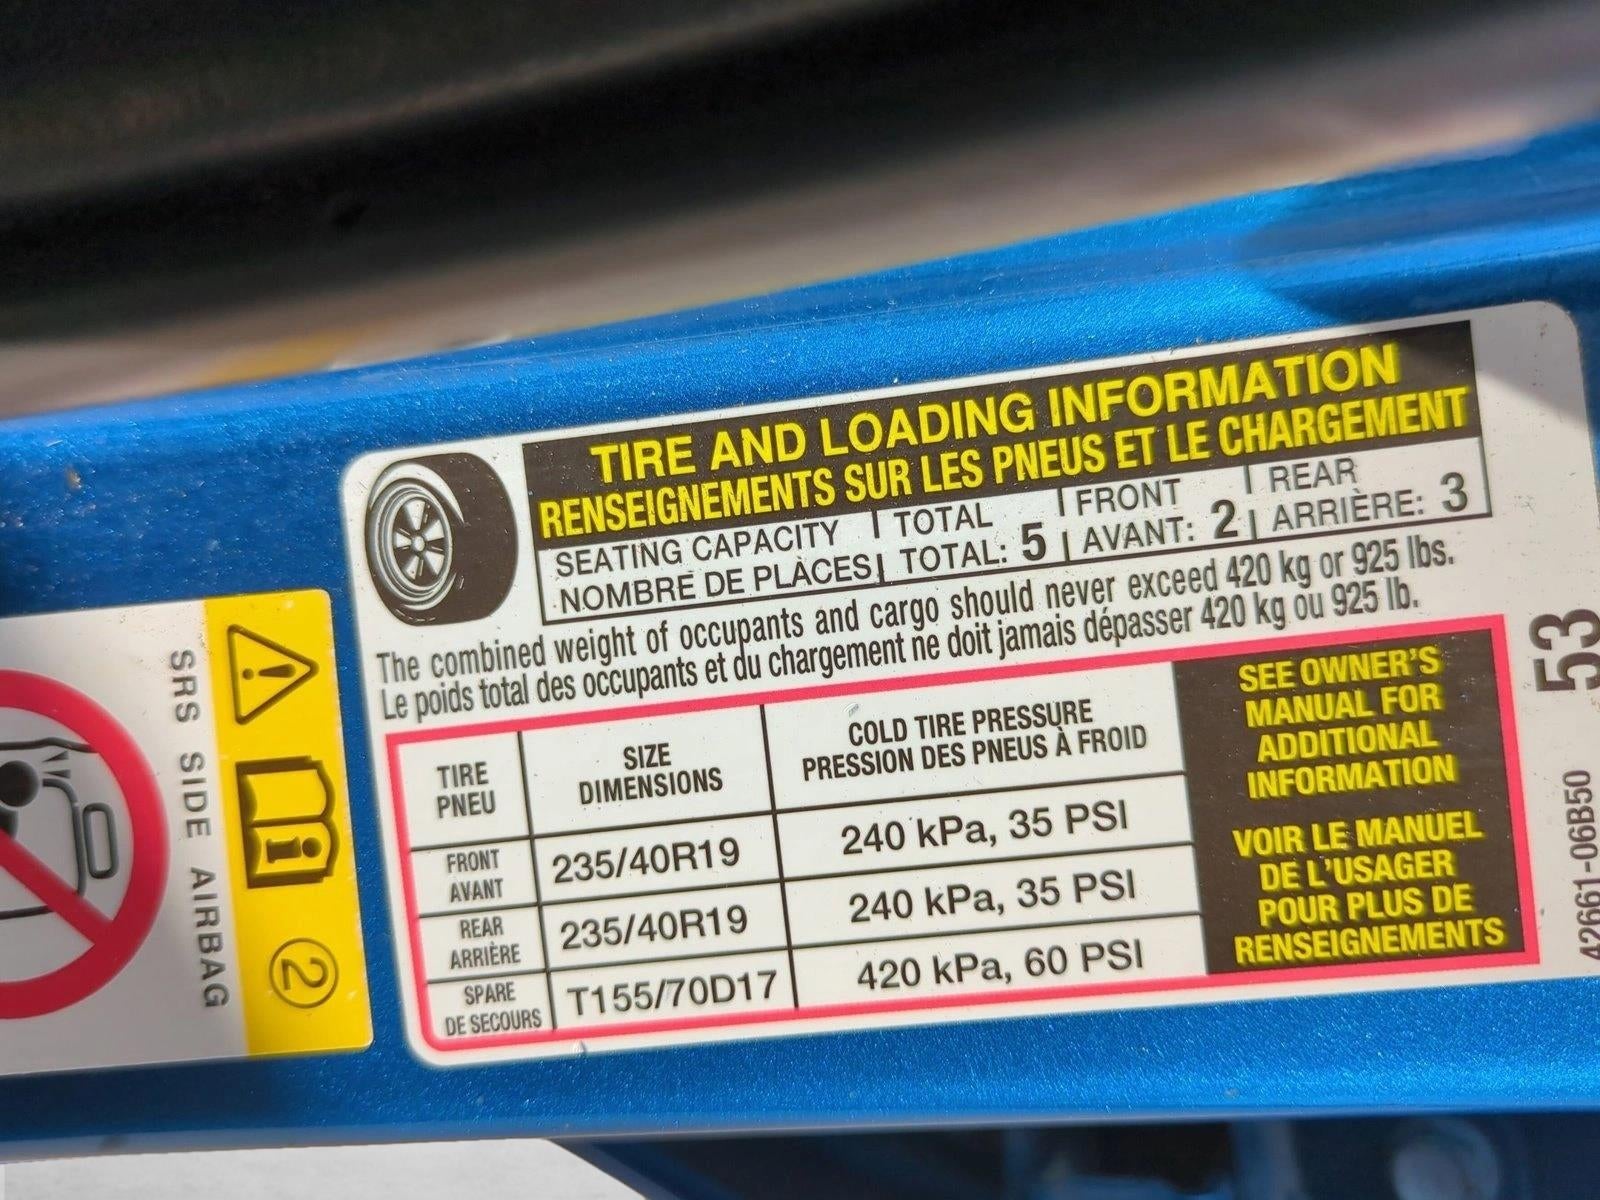 TIRE AND LOADING INFORMATION
RENSEIGNEMENTS SUR LES PNEUS ET LE CHARGEMENT
SEATING CAPACITY | TOTAL | FRONT | REAR
NOMBRE DE PLACES | TOTAL: 5 | AVANT: 2 | ARRIÈRE: 3
The combined weight of occupants and cargo should never exceed 420 kg or 925 lbs.
Le poids total des occupants et du chargement ne doit jamais dépasser 420 kg ou 925 lb.
TIRE
PNEU
SIZE
DIMENSIONS
COLD TIRE PRESSURE
PRESSION DES PNEUS À FROID
FRONT
AVANT
235/40R19
240 kPa, 35 PSI
REAR
ARRIÈRE
235/40R19
240 kPa, 35 PSI
SPARE
DE SECOURS
T155/70D17
420 kPa, 60 PSI
SEE OWNER'S
MANUAL FOR
ADDITIONAL
INFORMATION
VOIR LE MANUEL
DE L'USAGER
POUR PLUS DE
RENSEIGNEMENTS
53
42661-06B50
SRS SIDE AIRBAG
2